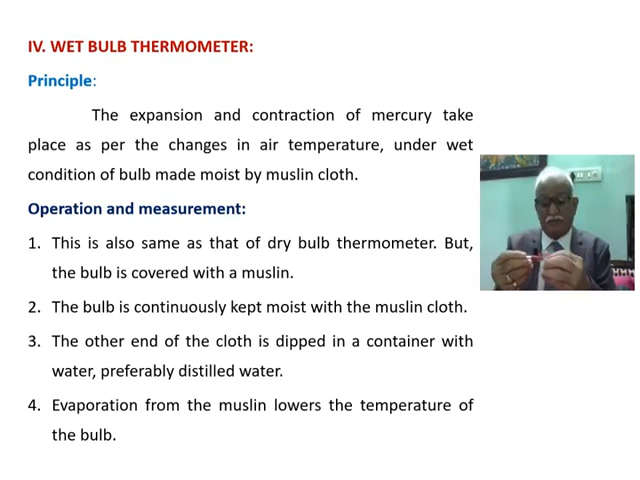 IV. WET BULB THERMOMETER:
Principle:
The expansion and contraction of mercury take
place as per the changes in air temperature, under wet
condition of bulb made moist by muslin cloth.
Operation and measurement:
1. This is also same as that of dry bulb thermometer. But,
the bulb is covered with a muslin.
2. The bulb is continuously kept moist with the muslin cloth.
3. The other end of the cloth is dipped in a container with
water, preferably distilled water.
4. Evaporation from the muslin lowers the temperature of
the bulb.